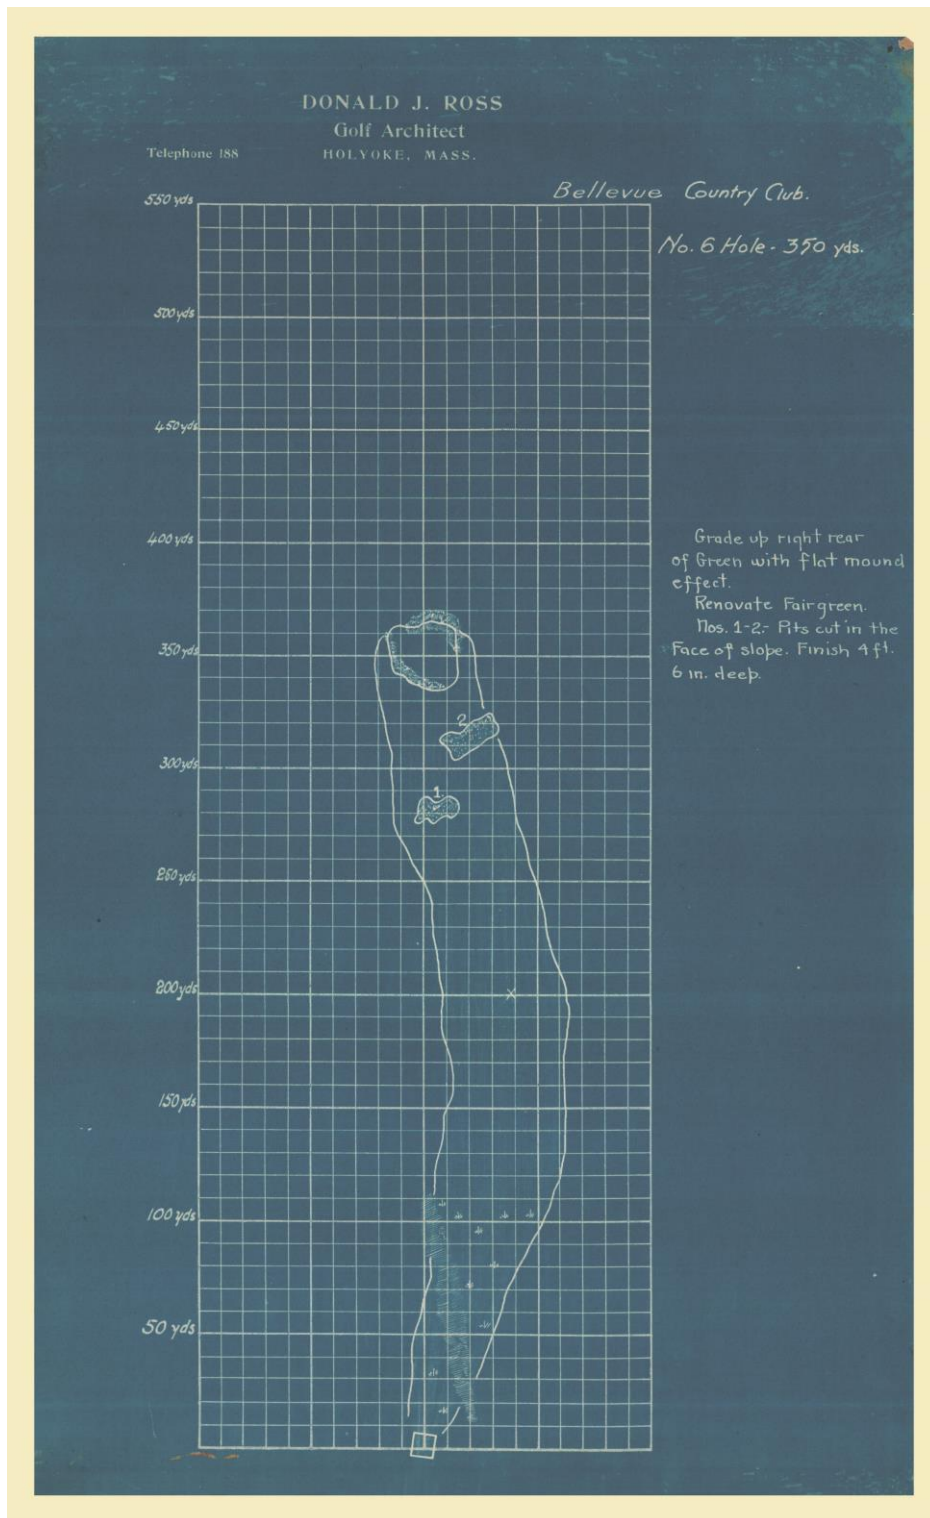 DONALD J. ROSS
Golf Architect
Telephone 188
HOLYOKE, MASS.
Bellevue Country Club.
No. 6 Hole - 350 yds.
550 yds
500 yds
450 yds
400 yds
Grade up right rear
of Green with flat mound
effect.
Renovate Fairgreen.
Nos. 1-2:- Pits cut in the
Face of slope. Finish 4 ft.
6 in. deep.
350 yds
2
300 yds
1.
250 yds
200 yds
X
150 yds
100 yds
50 yds